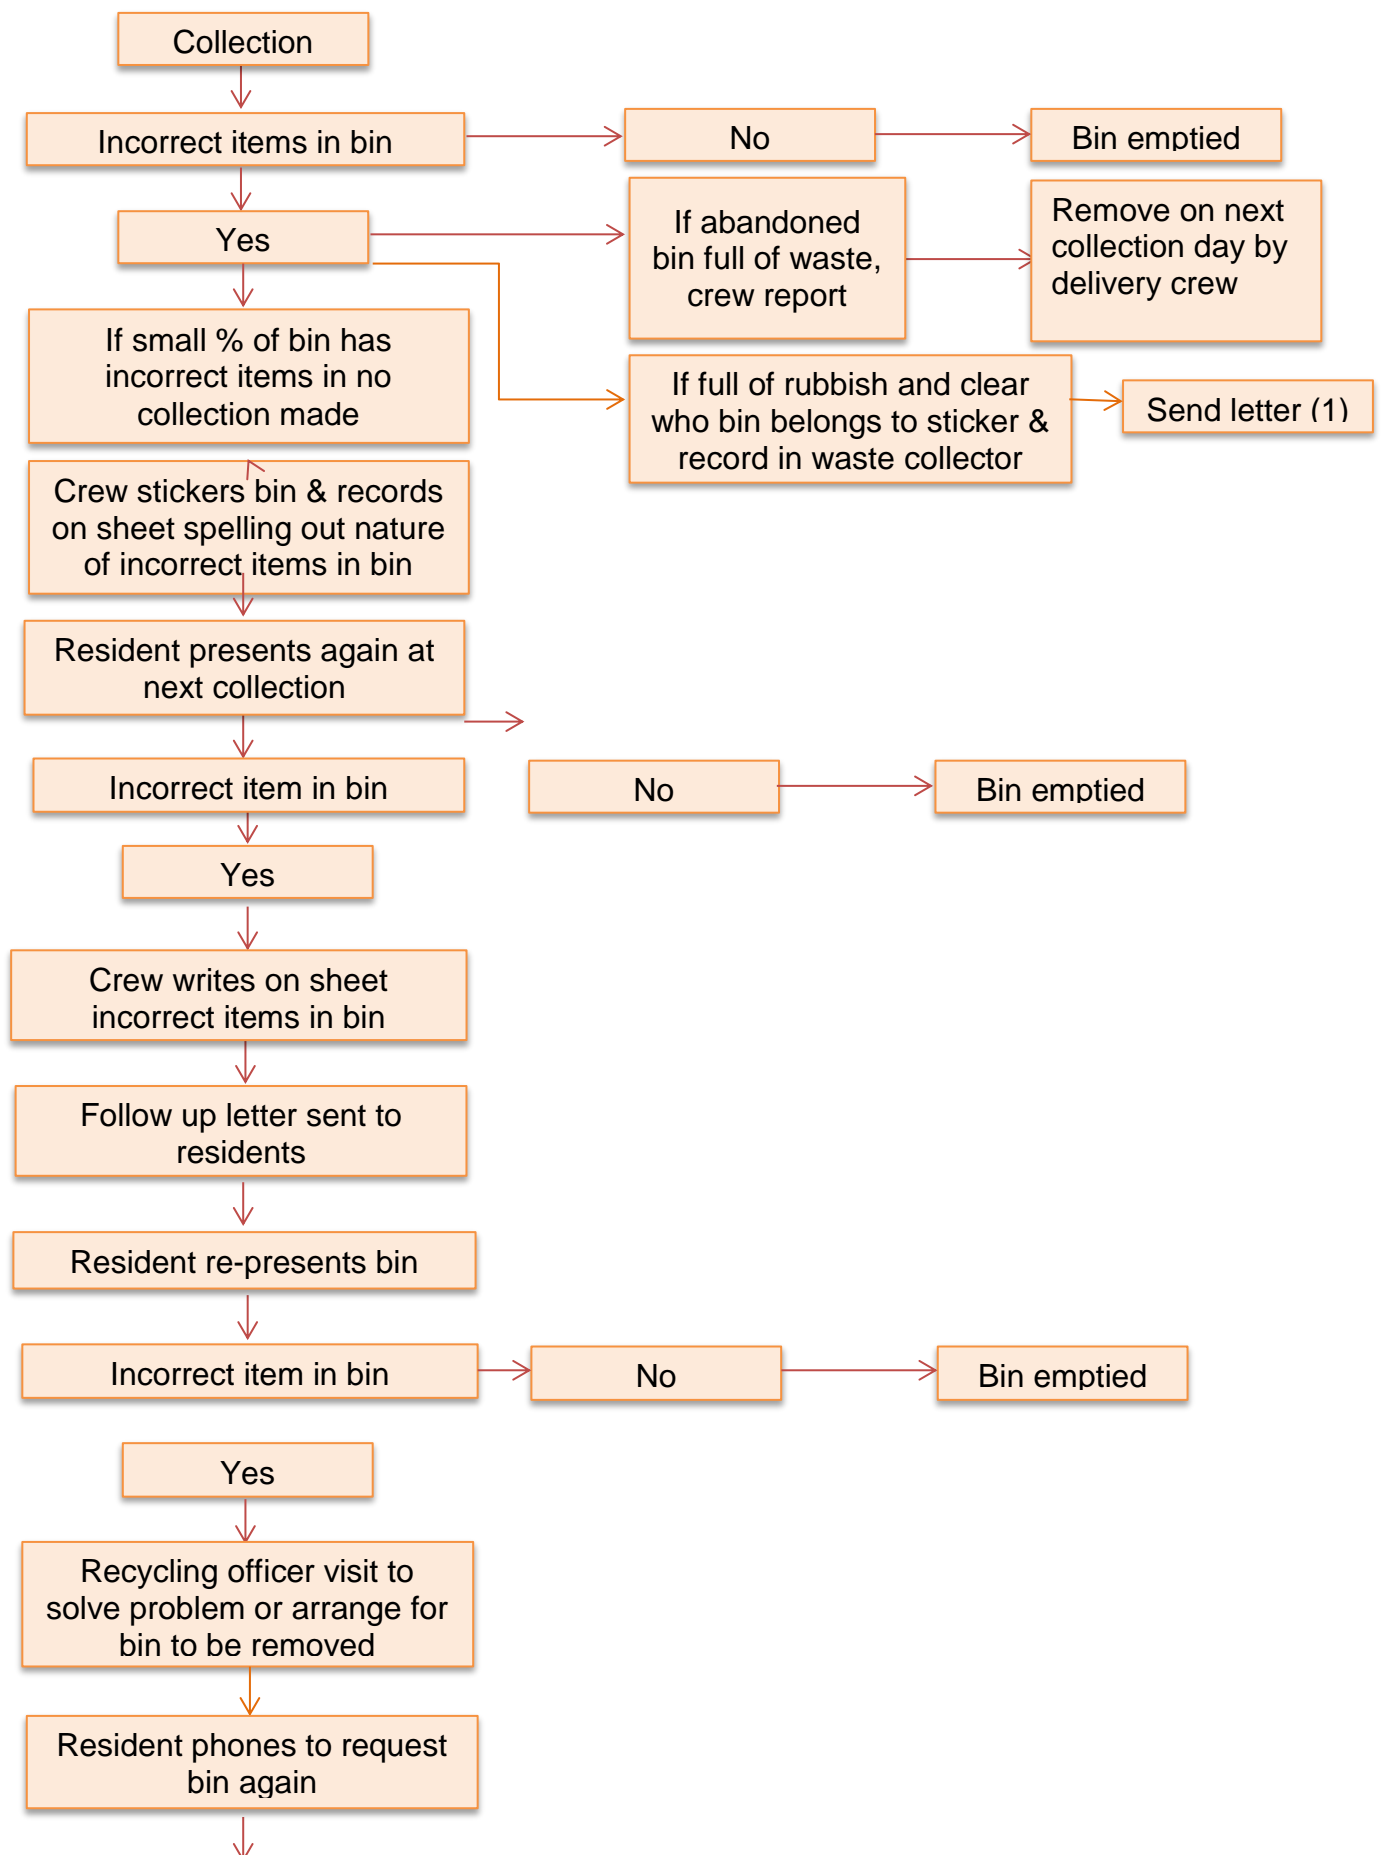 Collection
Incorrect items in bin
No
Bin emptied
Yes
If abandoned
bin full of waste,
crew report
Remove on next
collection day by
delivery crew
If small % of bin has
incorrect items in no
collection made
If full of rubbish and clear
who bin belongs to sticker &
record in waste collector
Send letter (1)
Crew stickers bin & records
on sheet spelling out nature
of incorrect items in bin
Resident presents again at
next collection
Incorrect item in bin
No
Bin emptied
Yes
Crew writes on sheet
incorrect items in bin
Follow up letter sent to
residents
Resident re-presents bin
Incorrect item in bin
No
Bin emptied
Yes
Recycling officer visit to
solve problem or arrange for
bin to be removed
Resident phones to request
bin again